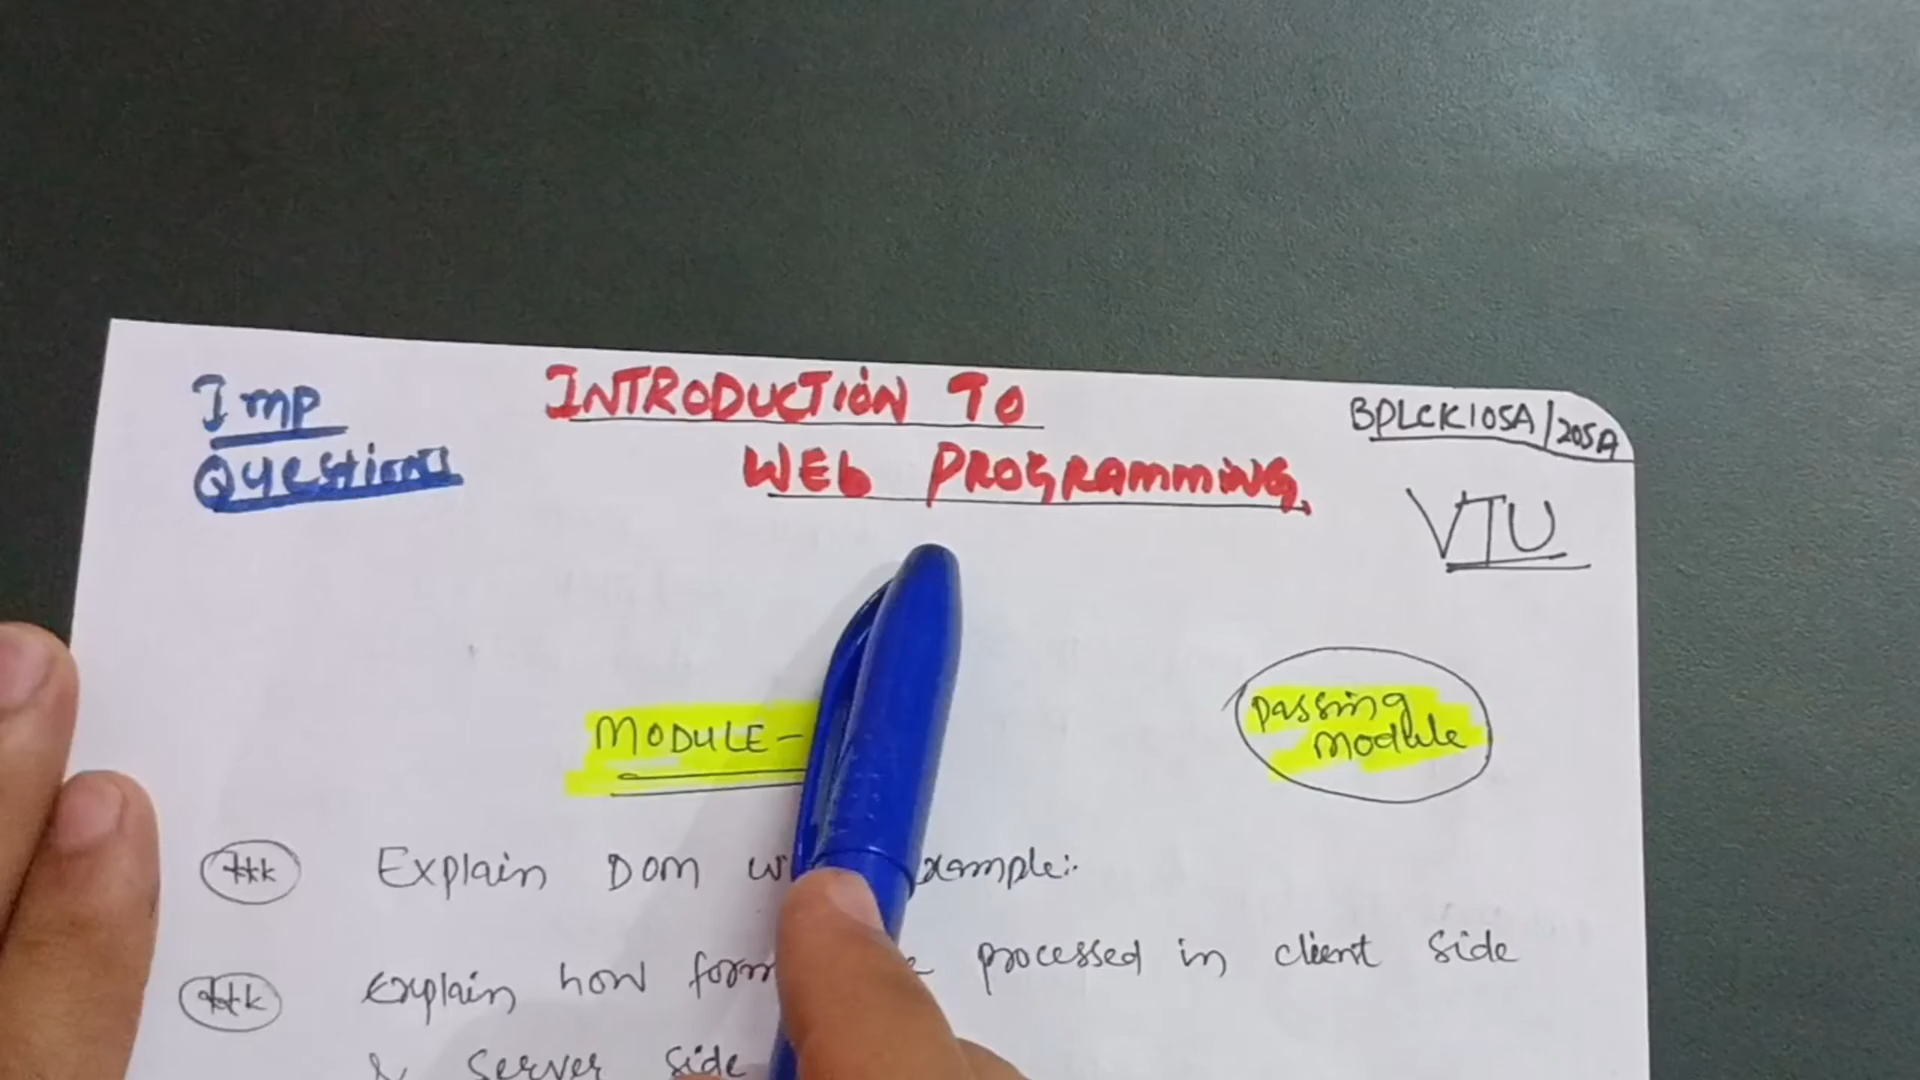 Imp
Questions
INTRODUCTION TO
WEb PROGRAMMING.
BPLCK105A/205A
VTU
MODULE-
passing
module
*** Explain DOM xample:-
*** Explain how processed in client side
& server side